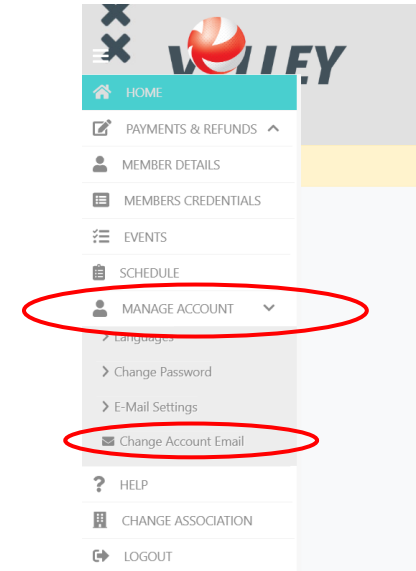 VOLLEY
HOME
PAYMENTS & REFUNDS
MEMBER DETAILS
MEMBERS CREDENTIALS
EVENTS
SCHEDULE
MANAGE ACCOUNT
Languages
Change Password
E-Mail Settings
Change Account Email
HELP
CHANGE ASSOCIATION
LOGOUT